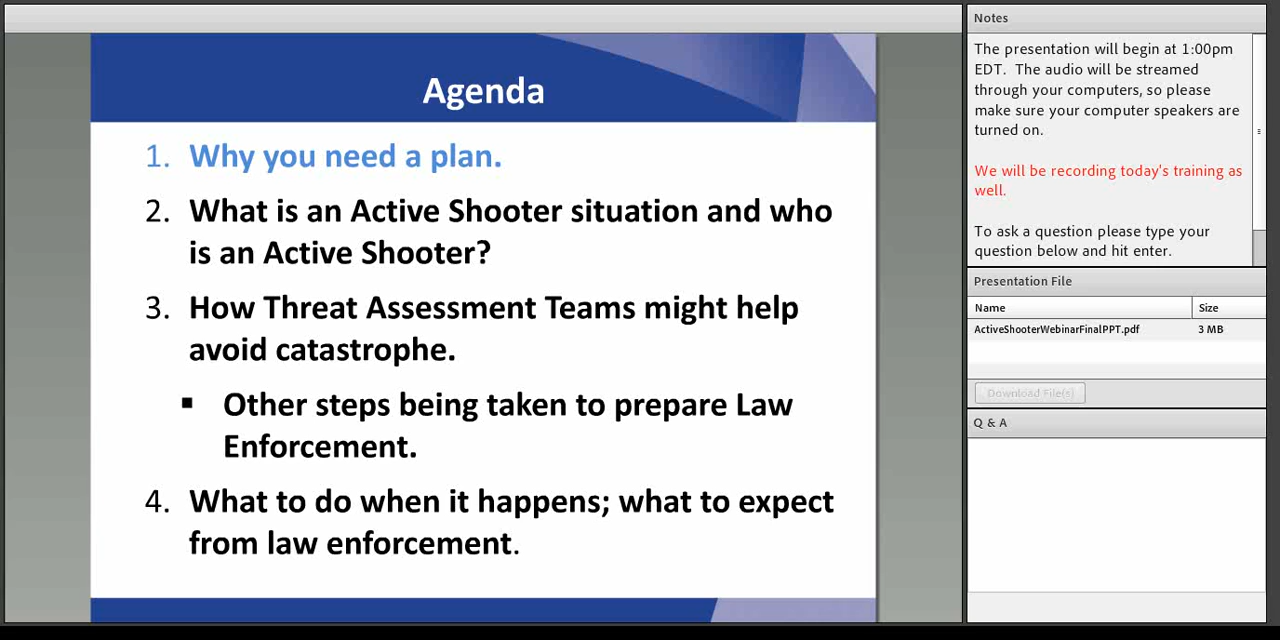 Agenda
1. Why you need a plan.
2. What is an Active Shooter situation and who
is an Active Shooter?
3. How Threat Assessment Teams might help
avoid catastrophe.
▪ Other steps being taken to prepare Law
Enforcement.
4. What to do when it happens; what to expect
from law enforcement.
Notes
The presentation will begin at 1:00pm
EDT. The audio will be streamed
through your computers, so please
make sure your computer speakers are
turned on.
We will be recording today's training as
well.
To ask a question please type your
question below and hit enter.
Presentation File
Name Size
ActiveShooterWebinarFinalPPT.pdf 3 MB
Download File(s)
Q & A